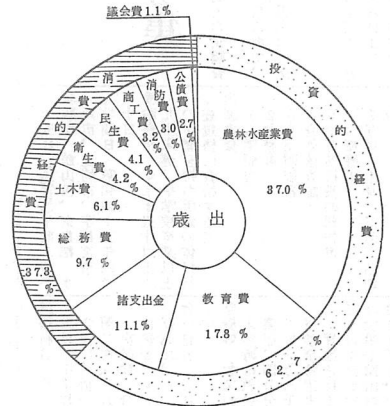 議会費 1.1%
公債費
2.7%
消防費
3.0%
商工費
3.2%
民生費
4.1%
衛生費
4.2%
土木費
6.1%
総務費
9.7%
諸支出金
11.1%
教育費
17.8%
農林水産業費
37.0%
歳出
消費的経費
37.3%
投資的経費
62.7%